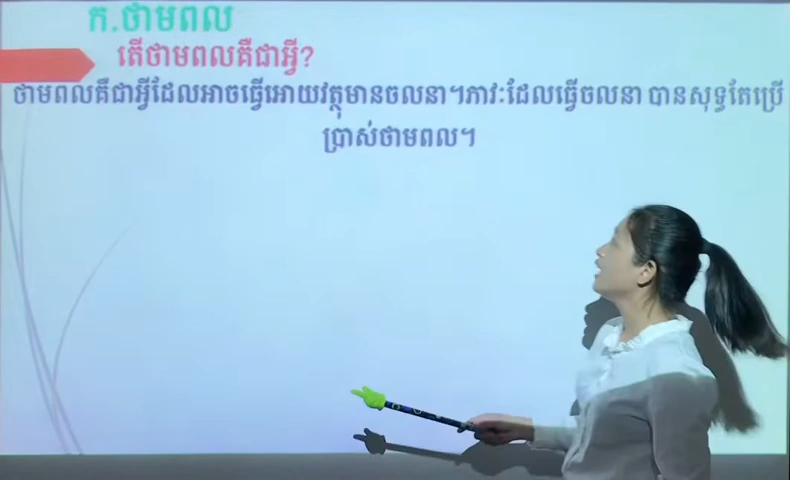 ក.ថាមពល
តើថាមពលគឺជាអ្វី?
ថាមពលគឺជាអ្វីដែលអាចធ្វើអោយវត្ថុមានចលនា។ភាវៈដែលធ្វើចលនា បានសុទ្ធតែប្រើ
ប្រាស់ថាមពល។